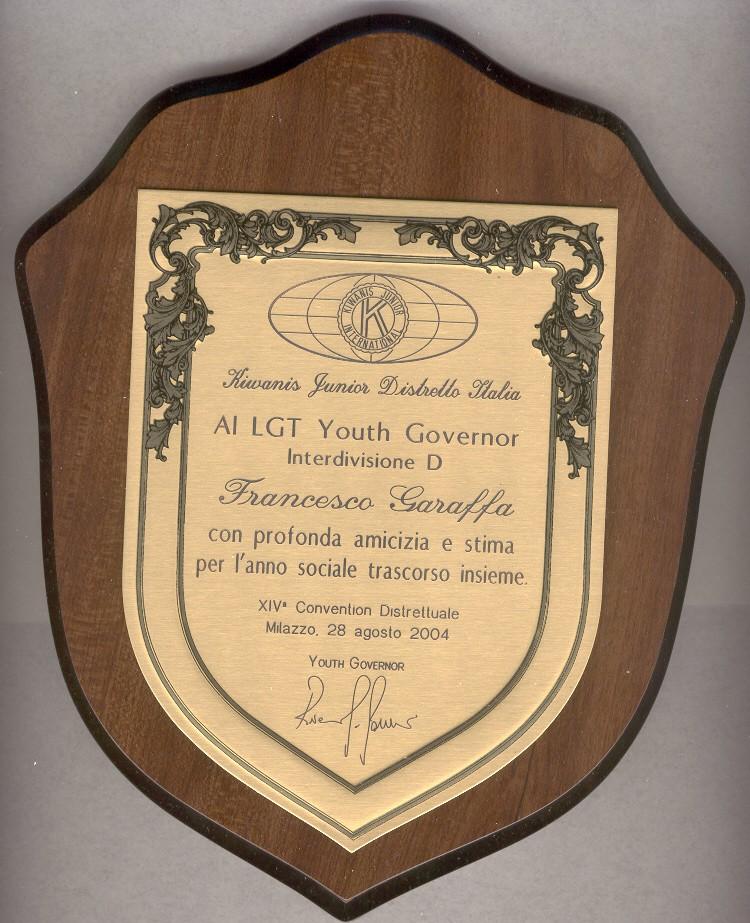 KIWANIS JUNIOR
K
INTERNATIONAL
Kiwanis Junior Distretto Italia
Al LGT Youth Governor
Interdivisione D
Francesco Garaffa
con profonda amicizia e stima
per l'anno sociale trascorso insieme.
XIVª Convention Distrettuale
Milazzo, 28 agosto 2004
YOUTH GOVERNOR